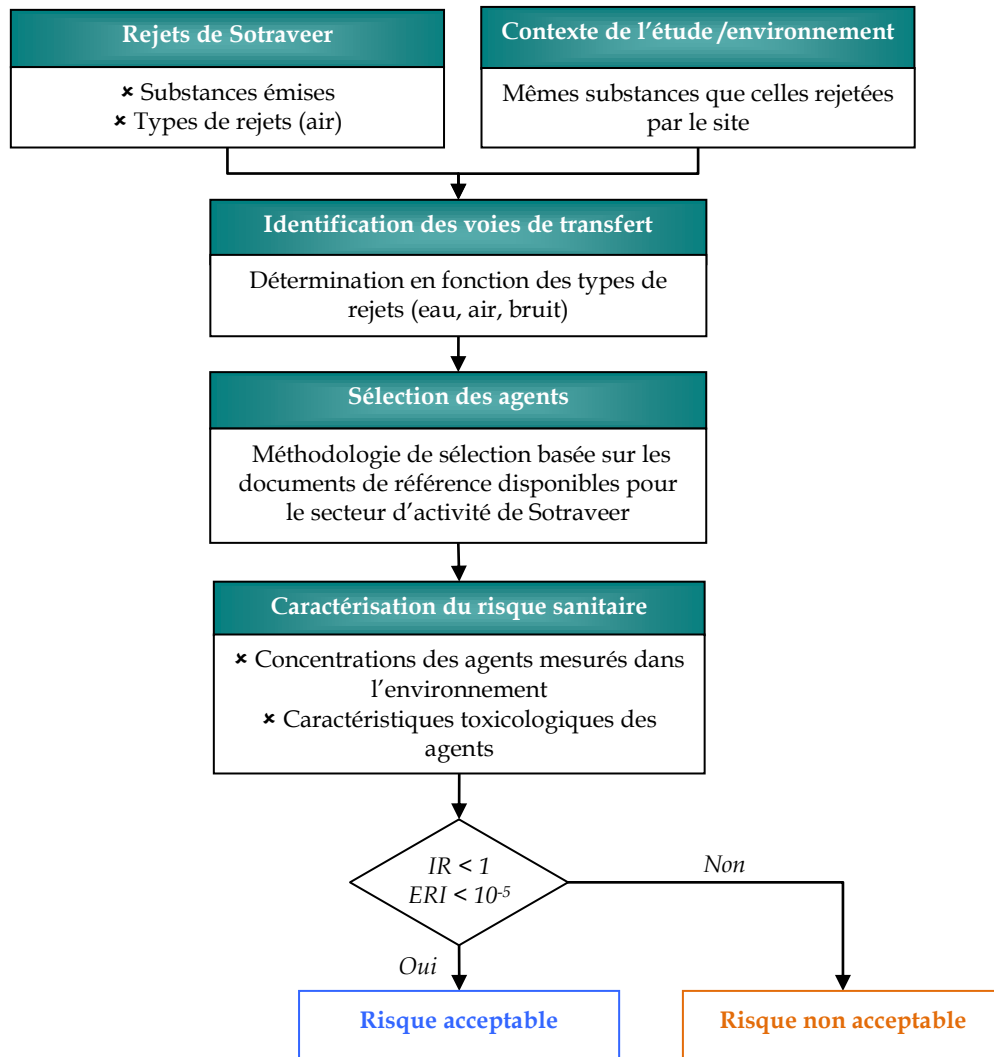 Rejets de Sotraveer
× Substances émises
× Types de rejets (air)
Contexte de l’étude/environnement
Mêmes substances que celles rejetées
par le site
Identification des voies de transfert
Détermination en fonction des types de
rejets (eau, air, bruit)
Sélection des agents
Méthodologie de sélection basée sur les
documents de référence disponibles pour
le secteur d’activité de Sotraveer
Caractérisation du risque sanitaire
× Concentrations des agents mesurés dans
l’environnement
× Caractéristiques toxicologiques des
agents
IR < 1
ERI < 10⁻⁵
Non
Oui
Risque acceptable
Risque non acceptable